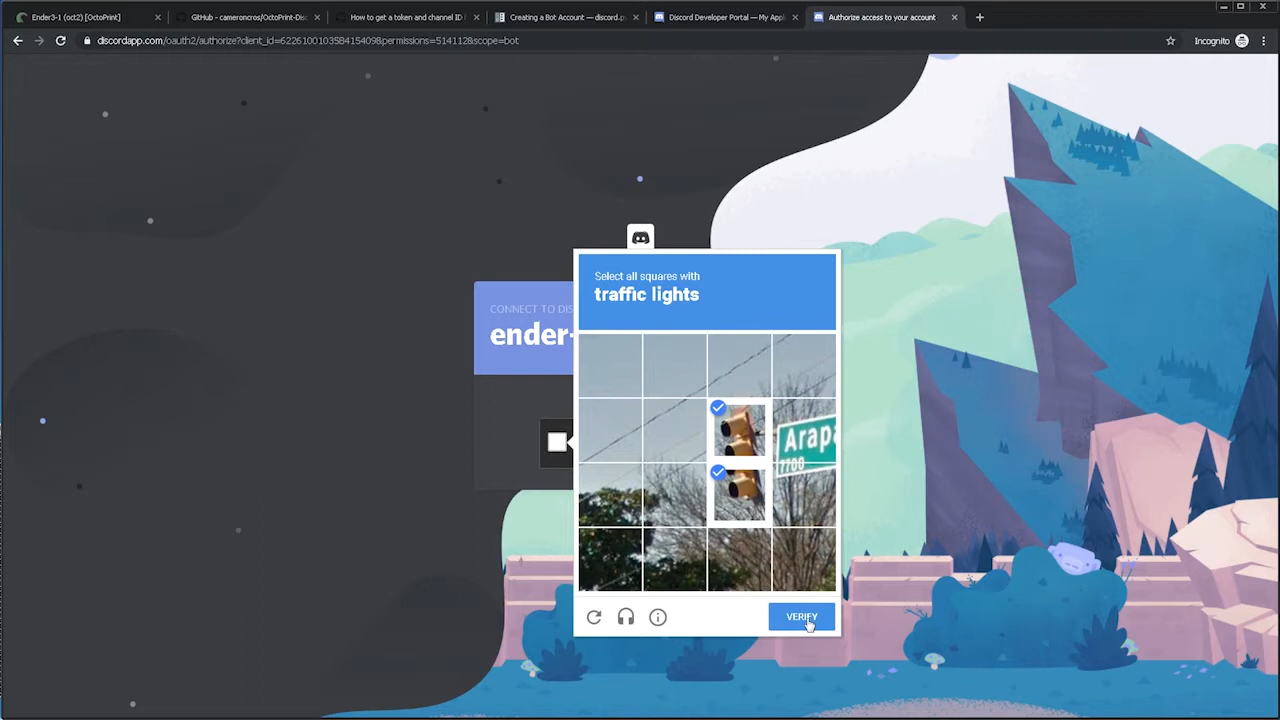 Ender3-1 (oct2) [OctoPrint]
GitHub - cameroncros/OctoPrint-Dis
How to get a token and channel ID f
Creating a Bot Account — discord.p
Discord Developer Portal — My Appl
Authorize access to your account
discordapp.com/oauth2/authorize?client_id=622610010358415409&permissions=514112&scope=bot
Incognito
CONNECT TO DIS
ender-
Select all squares with
traffic lights
Arapa
7700
VERIFY